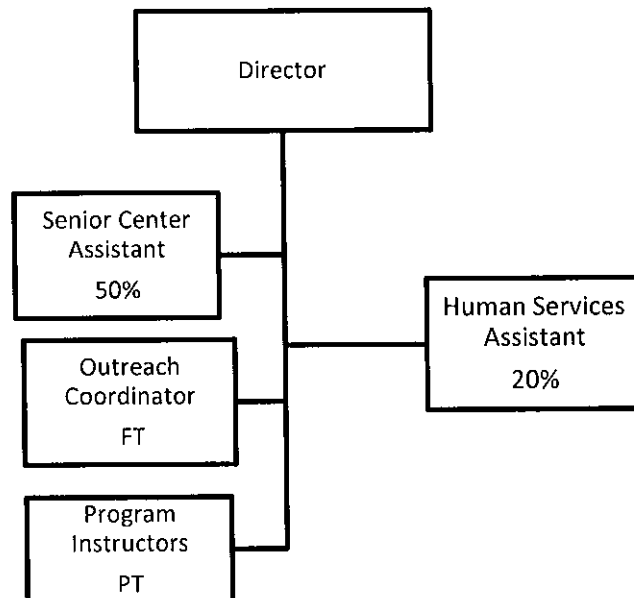 Director
Senior Center
Assistant
50%
Human Services
Assistant
20%
Outreach
Coordinator
FT
Program
Instructors
PT